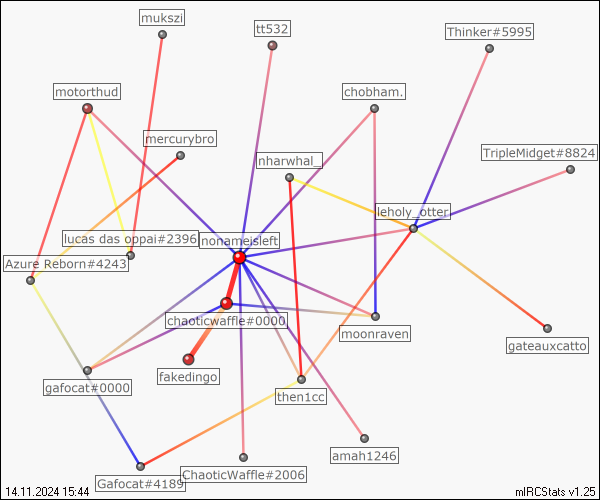 mukszi
tt532
Thinker#5995
motorthud
chobham.
mercurybro
nharwhal_
TripleMidget#8824
leholy_otter
lucas das oppai#2396
nonameisleft
Azure Reborn#4243
chaoticwaffle#0000
moonraven
gateauxcatto
fakedingo
gafocat#0000
then1cc
amah1246
ChaoticWaffle#2006
Gafocat#4189
14.11.2024 15:44
mIRCStats v1.25